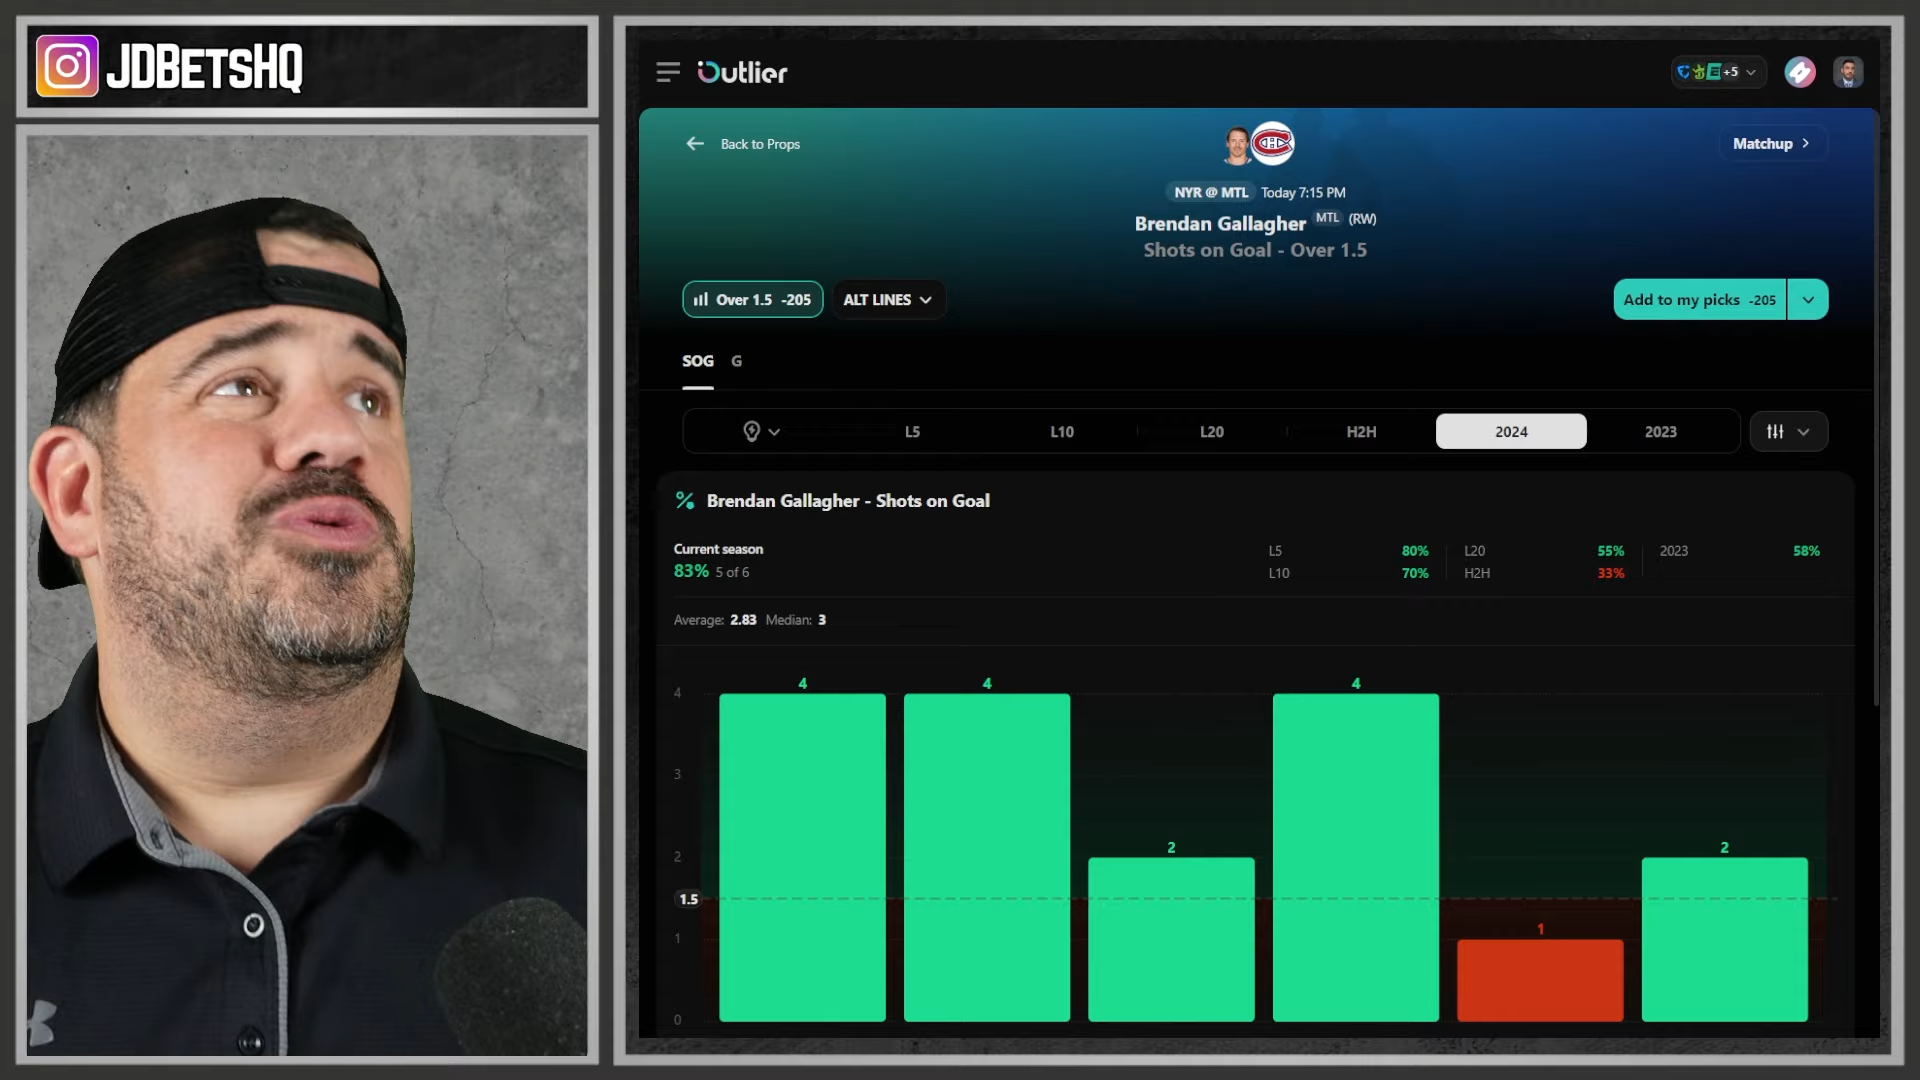 JDBETSHQ
Outlier
+5
Back to Props
Matchup
NYR @ MTL Today 7:15 PM
Brendan Gallagher MTL (RW)
Shots on Goal - Over 1.5
Over 1.5 -205
ALT LINES
Add to my picks -205
SOG G
L5 L10 L20 H2H 2024 2023
Brendan Gallagher - Shots on Goal
Current season
83% 5 of 6
L5 80% L20 55% 2023 58%
L10 70% H2H 33%
Average: 2.83 Median: 3
4 4 2 4 1 2
4
3
2
1.5
1
0